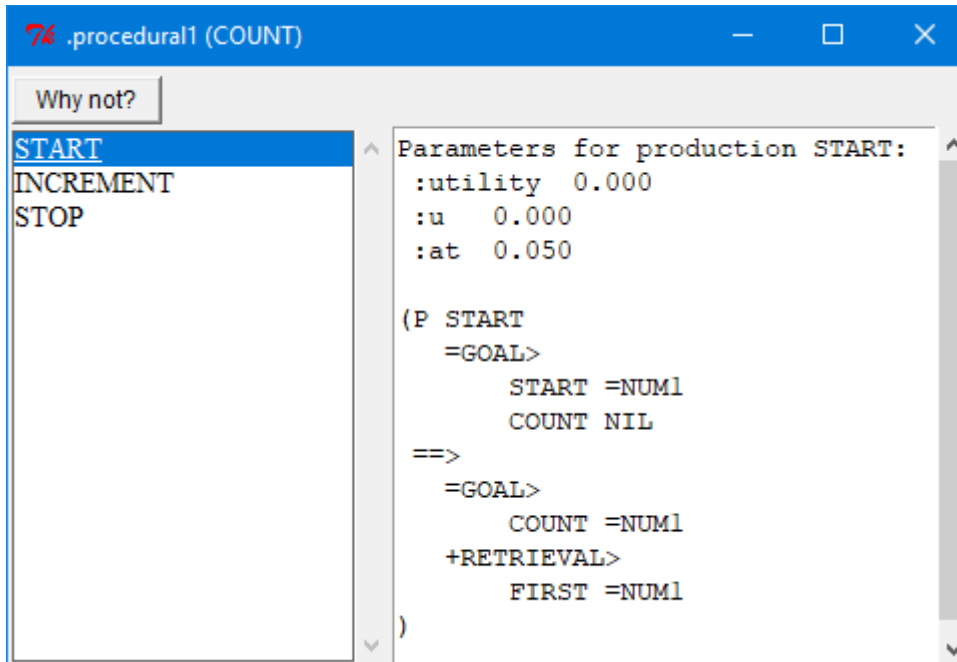 .procedural1 (COUNT)
Why not?
START
INCREMENT
STOP
Parameters for production START:
 :utility  0.000
 :u   0.000
 :at  0.050
(P START
   =GOAL>
       START =NUM1
       COUNT NIL
 ==>
   =GOAL>
       COUNT =NUM1
   +RETRIEVAL>
       FIRST =NUM1
)